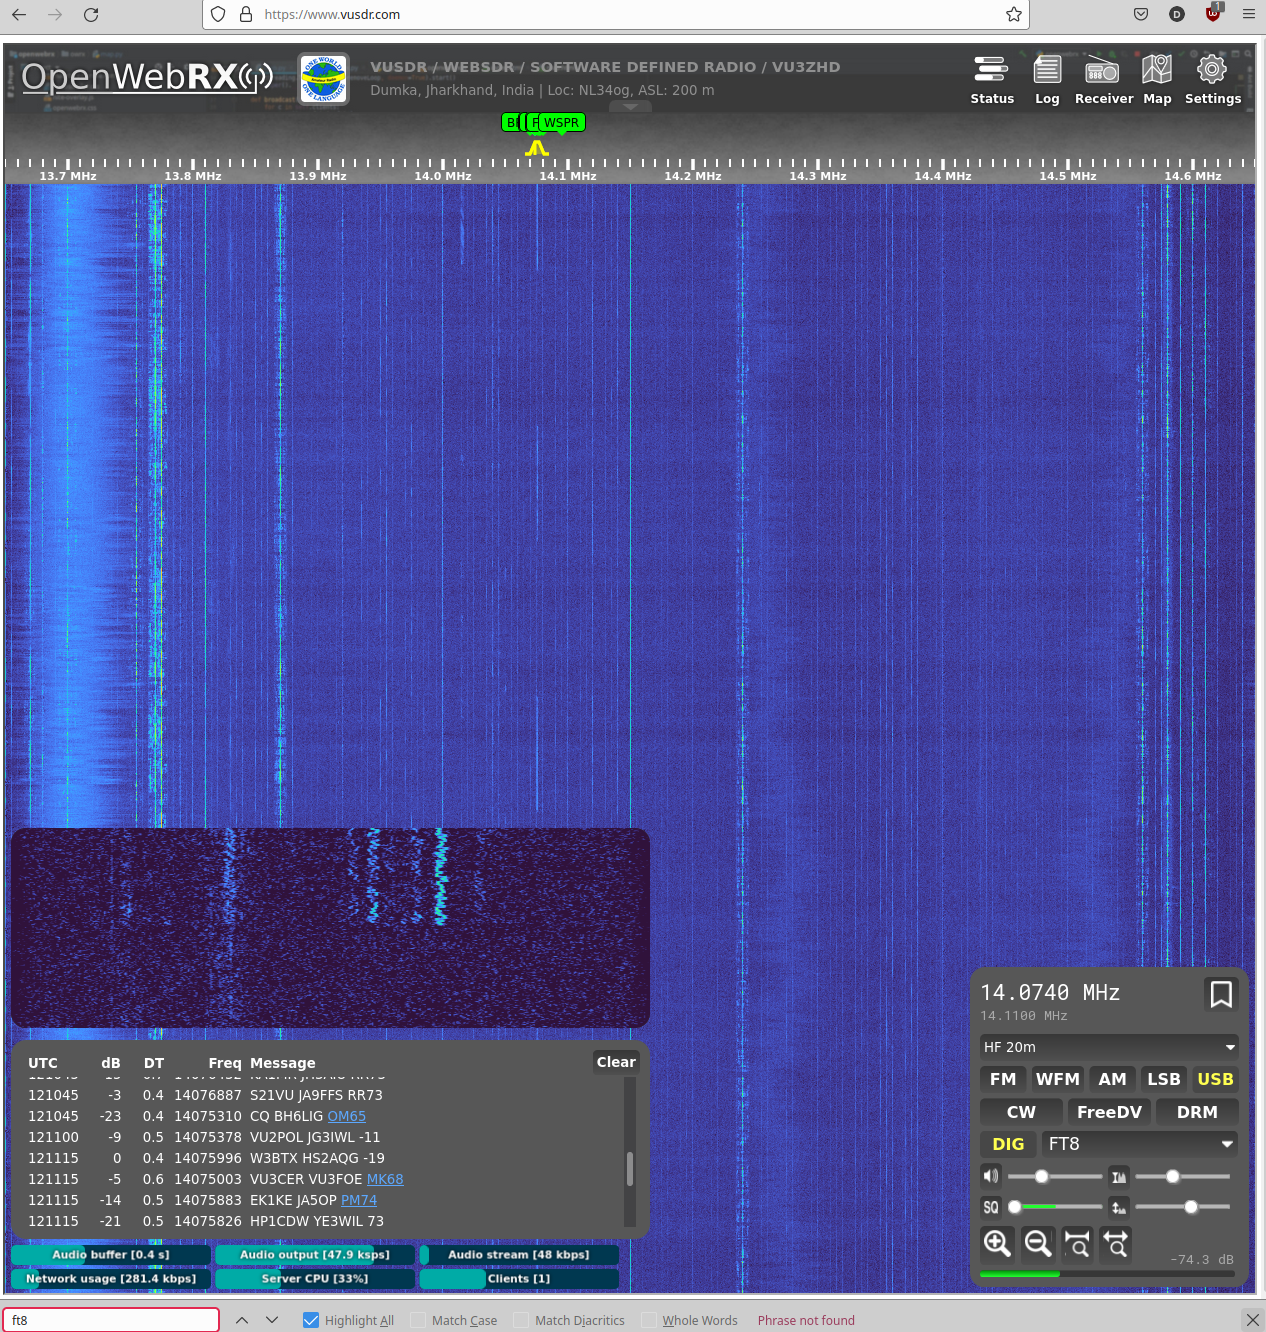 https://www.vusdr.com
D
1
OpenWebRX
ONE WORLD
ONE LANGUAGE
VUSDR / WEBSDR / SOFTWARE DEFINED RADIO / VU3ZHD
Dumka, Jharkhand, India | Loc: NL34og, ASL: 200 m
Status Log Receiver Map Settings
B F WSPR
13.7 MHz 13.8 MHz 13.9 MHz 14.0 MHz 14.1 MHz 14.2 MHz 14.3 MHz 14.4 MHz 14.5 MHz 14.6 MHz
14.0740 MHz
14.1100 MHz
HF 20m
FM WFM AM LSB USB
CW FreeDV DRM
DIG FT8
SQ
-74.3 dB
UTC dB DT Freq Message Clear
121045 -3 0.4 14076887 S21VU JA9FFS RR73
121045 -23 0.4 14075310 CQ BH6LIG OM65
121100 -9 0.5 14075378 VU2POL JG3IWL -11
121115 0 0.4 14075996 W3BTX HS2AQG -19
121115 -5 0.6 14075003 VU3CER VU3FOE MK68
121115 -14 0.5 14075883 EK1KE JA5OP PM74
121115 -21 0.5 14075826 HP1CDW YE3WIL 73
Audio buffer [0.4 s] Audio output [47.9 ksps] Audio stream [48 kbps]
Network usage [281.4 kbps] Server CPU [33%] Clients [1]
ft8 Highlight All Match Case Match Diacritics Whole Words Phrase not found